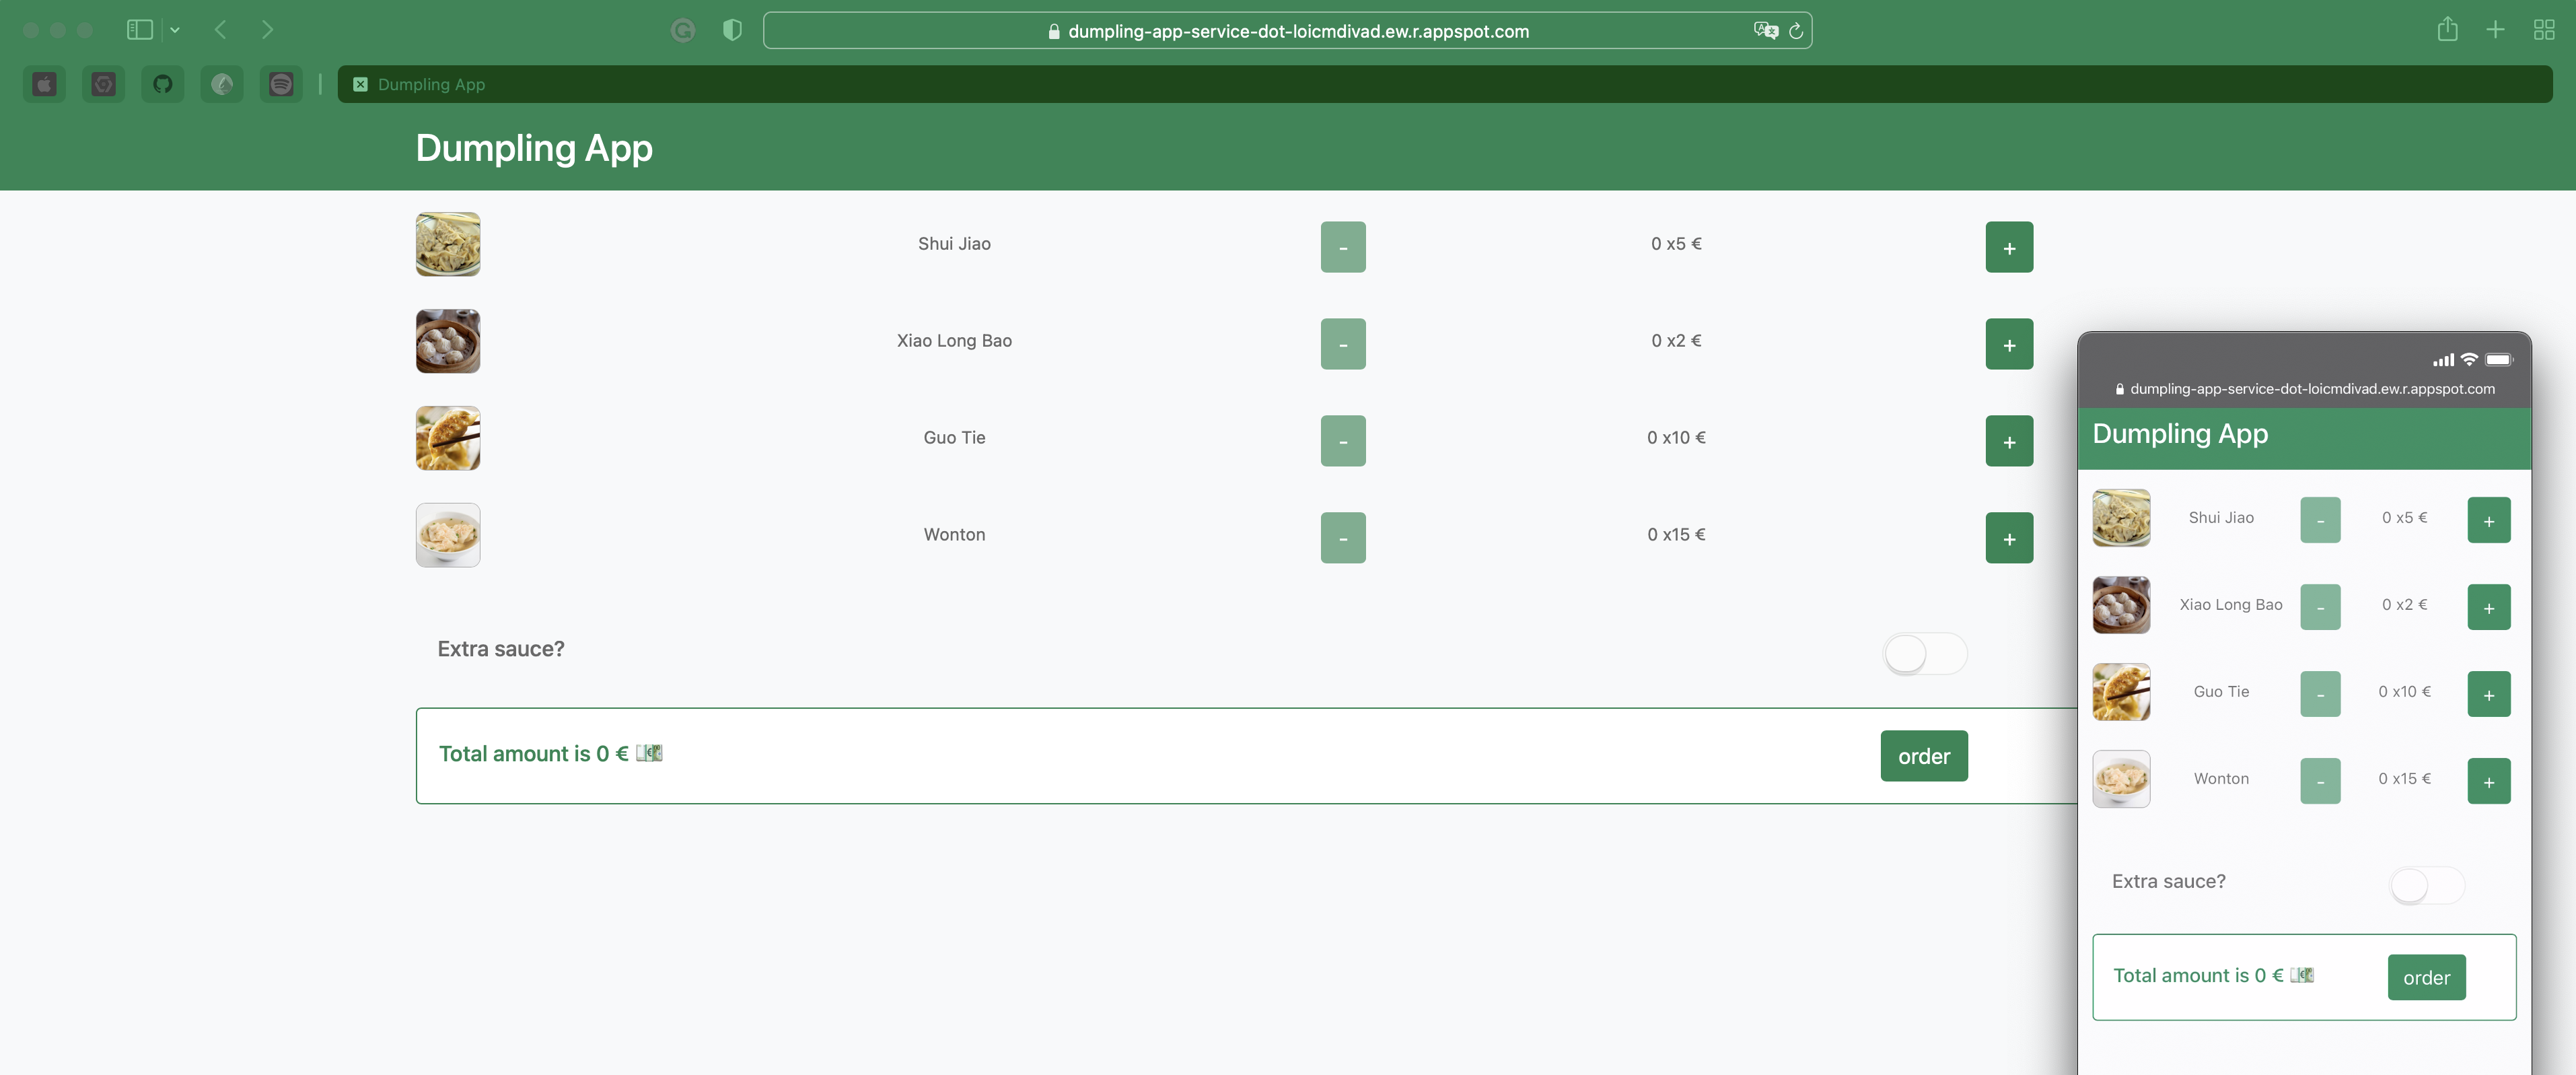 dumpling-app-service-dot-loicmdivad.ew.r.appspot.com
Dumpling App
Dumpling App
Shui Jiao - 0 x5 € +
Xiao Long Bao - 0 x2 € +
Guo Tie - 0 x10 € +
Wonton - 0 x15 € +
Extra sauce?
Total amount is 0 € 💶 order
dumpling-app-service-dot-loicmdivad.ew.r.appspot.com
Dumpling App
Shui Jiao - 0 x5 € +
Xiao Long Bao - 0 x2 € +
Guo Tie - 0 x10 € +
Wonton - 0 x15 € +
Extra sauce?
Total amount is 0 € 💶 order